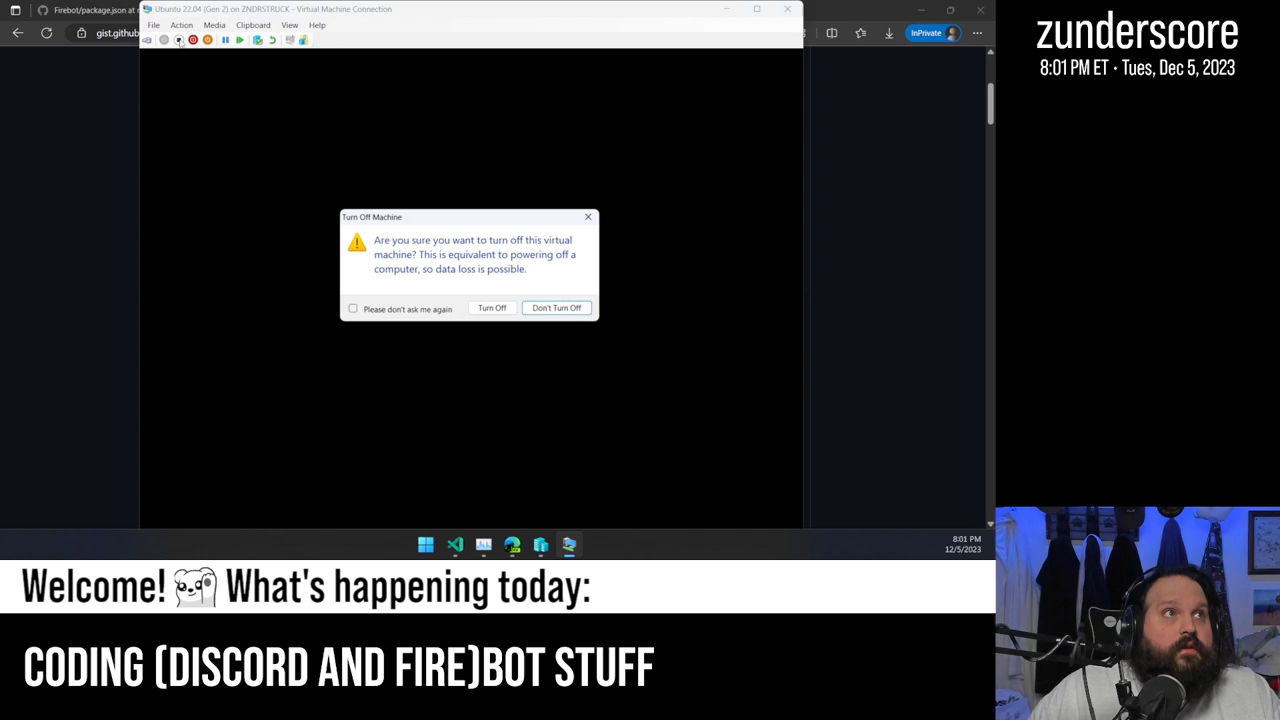 Ubuntu 22.04 (Gen 2) on ZNDRSTRUCK - Virtual Machine Connection
File Action Media Clipboard View Help
Firebot/package.json at
gist.github
InPrivate
zunderscore
8:01 PM ET • Tues, Dec 5, 2023
Turn Off Machine
Are you sure you want to turn off this virtual
machine? This is equivalent to powering off a
computer, so data loss is possible.
Please don't ask me again
Turn Off
Don't Turn Off
8:01 PM
12/5/2023
Welcome! What's happening today:
CODING (DISCORD AND FIRE)BOT STUFF